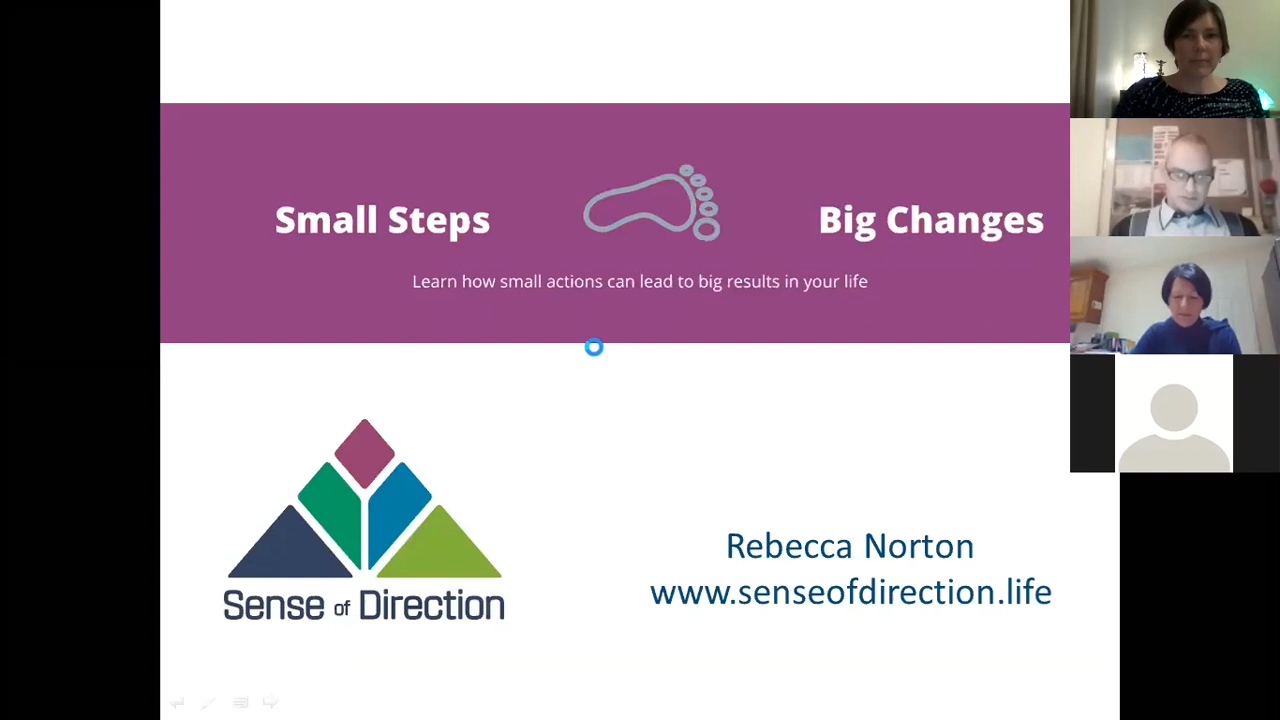 Small Steps
Big Changes
Learn how small actions can lead to big results in your life
Sense of Direction
Rebecca Norton
www.senseofdirection.life